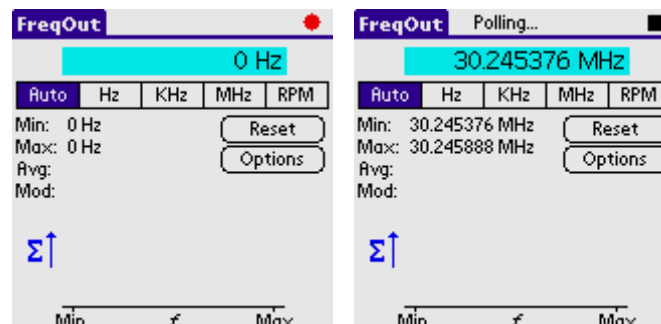 FreqOut
0 Hz
Auto Hz KHz MHz RPM
Min: 0 Hz
Max: 0 Hz
Avg:
Mod:
Reset
Options
Σ
Min f Max
FreqOut Polling...
30.245376 MHz
Auto Hz KHz MHz RPM
Min: 30.245376 MHz
Max: 30.245888 MHz
Avg:
Mod:
Reset
Options
Σ
Min f Max